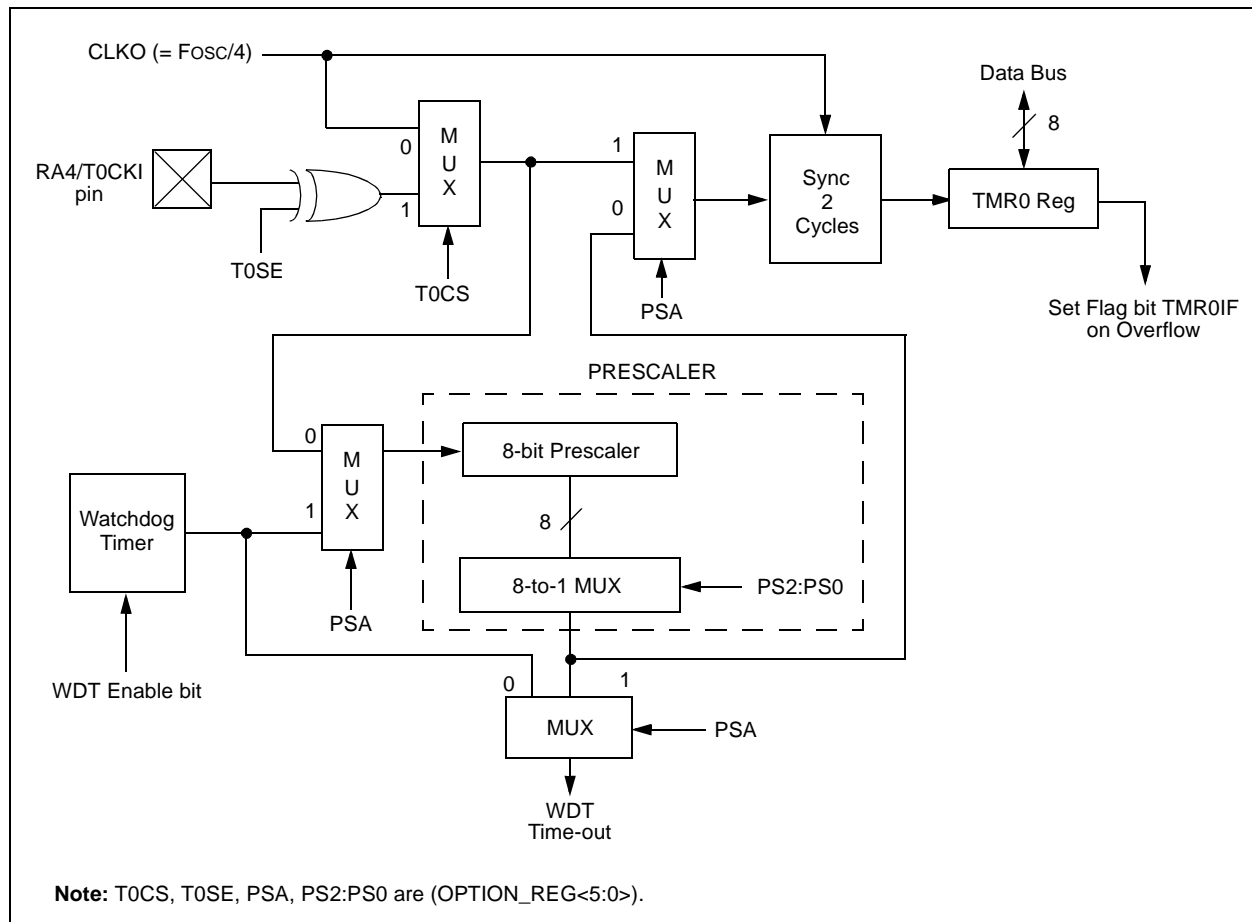 CLKO (= FOSC/4)
Data Bus
8
RA4/T0CKI
pin
T0SE
0
1
M
U
X
T0CS
1
0
M
U
X
PSA
Sync
2
Cycles
TMR0 Reg
Set Flag bit TMR0IF
on Overflow
PRESCALER
0
1
M
U
X
PSA
8-bit Prescaler
8
8-to-1 MUX
PS2:PS0
Watchdog
Timer
WDT Enable bit
0
1
MUX
PSA
WDT
Time-out
Note: T0CS, T0SE, PSA, PS2:PS0 are (OPTION_REG<5:0>).